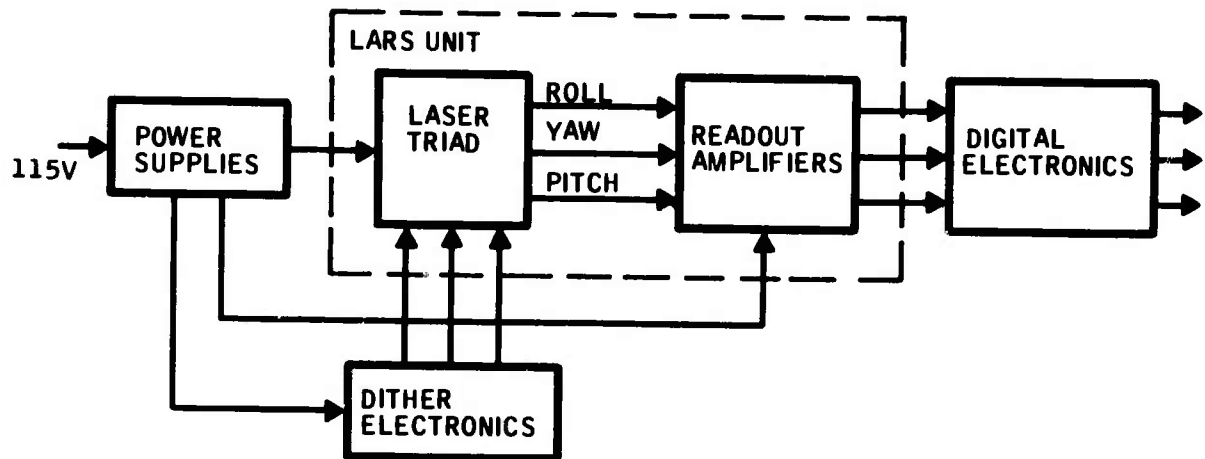 LARS UNIT
115V
POWER
SUPPLIES
LASER
TRIAD
ROLL
YAW
PITCH
READOUT
AMPLIFIERS
DIGITAL
ELECTRONICS
DITHER
ELECTRONICS